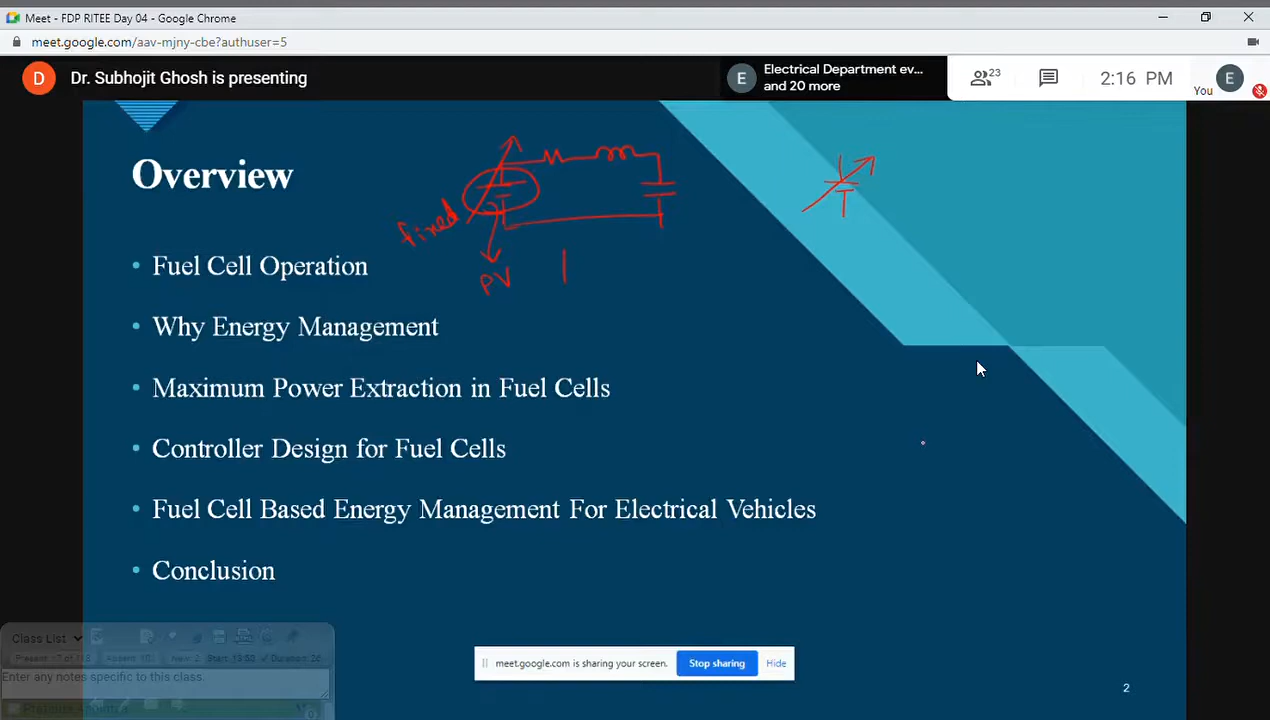 Meet - FDP RITEE Day 04 - Google Chrome
meet.google.com/aav-mjny-cbe?authuser=5
D Dr. Subhojit Ghosh is presenting
E Electrical Department ev...
and 20 more
23
2:16 PM
You
E
Overview
fixed
PV
• Fuel Cell Operation
• Why Energy Management
• Maximum Power Extraction in Fuel Cells
• Controller Design for Fuel Cells
• Fuel Cell Based Energy Management For Electrical Vehicles
• Conclusion
Class List
Enter any notes specific to this class.
meet.google.com is sharing your screen.
Stop sharing
Hide
2